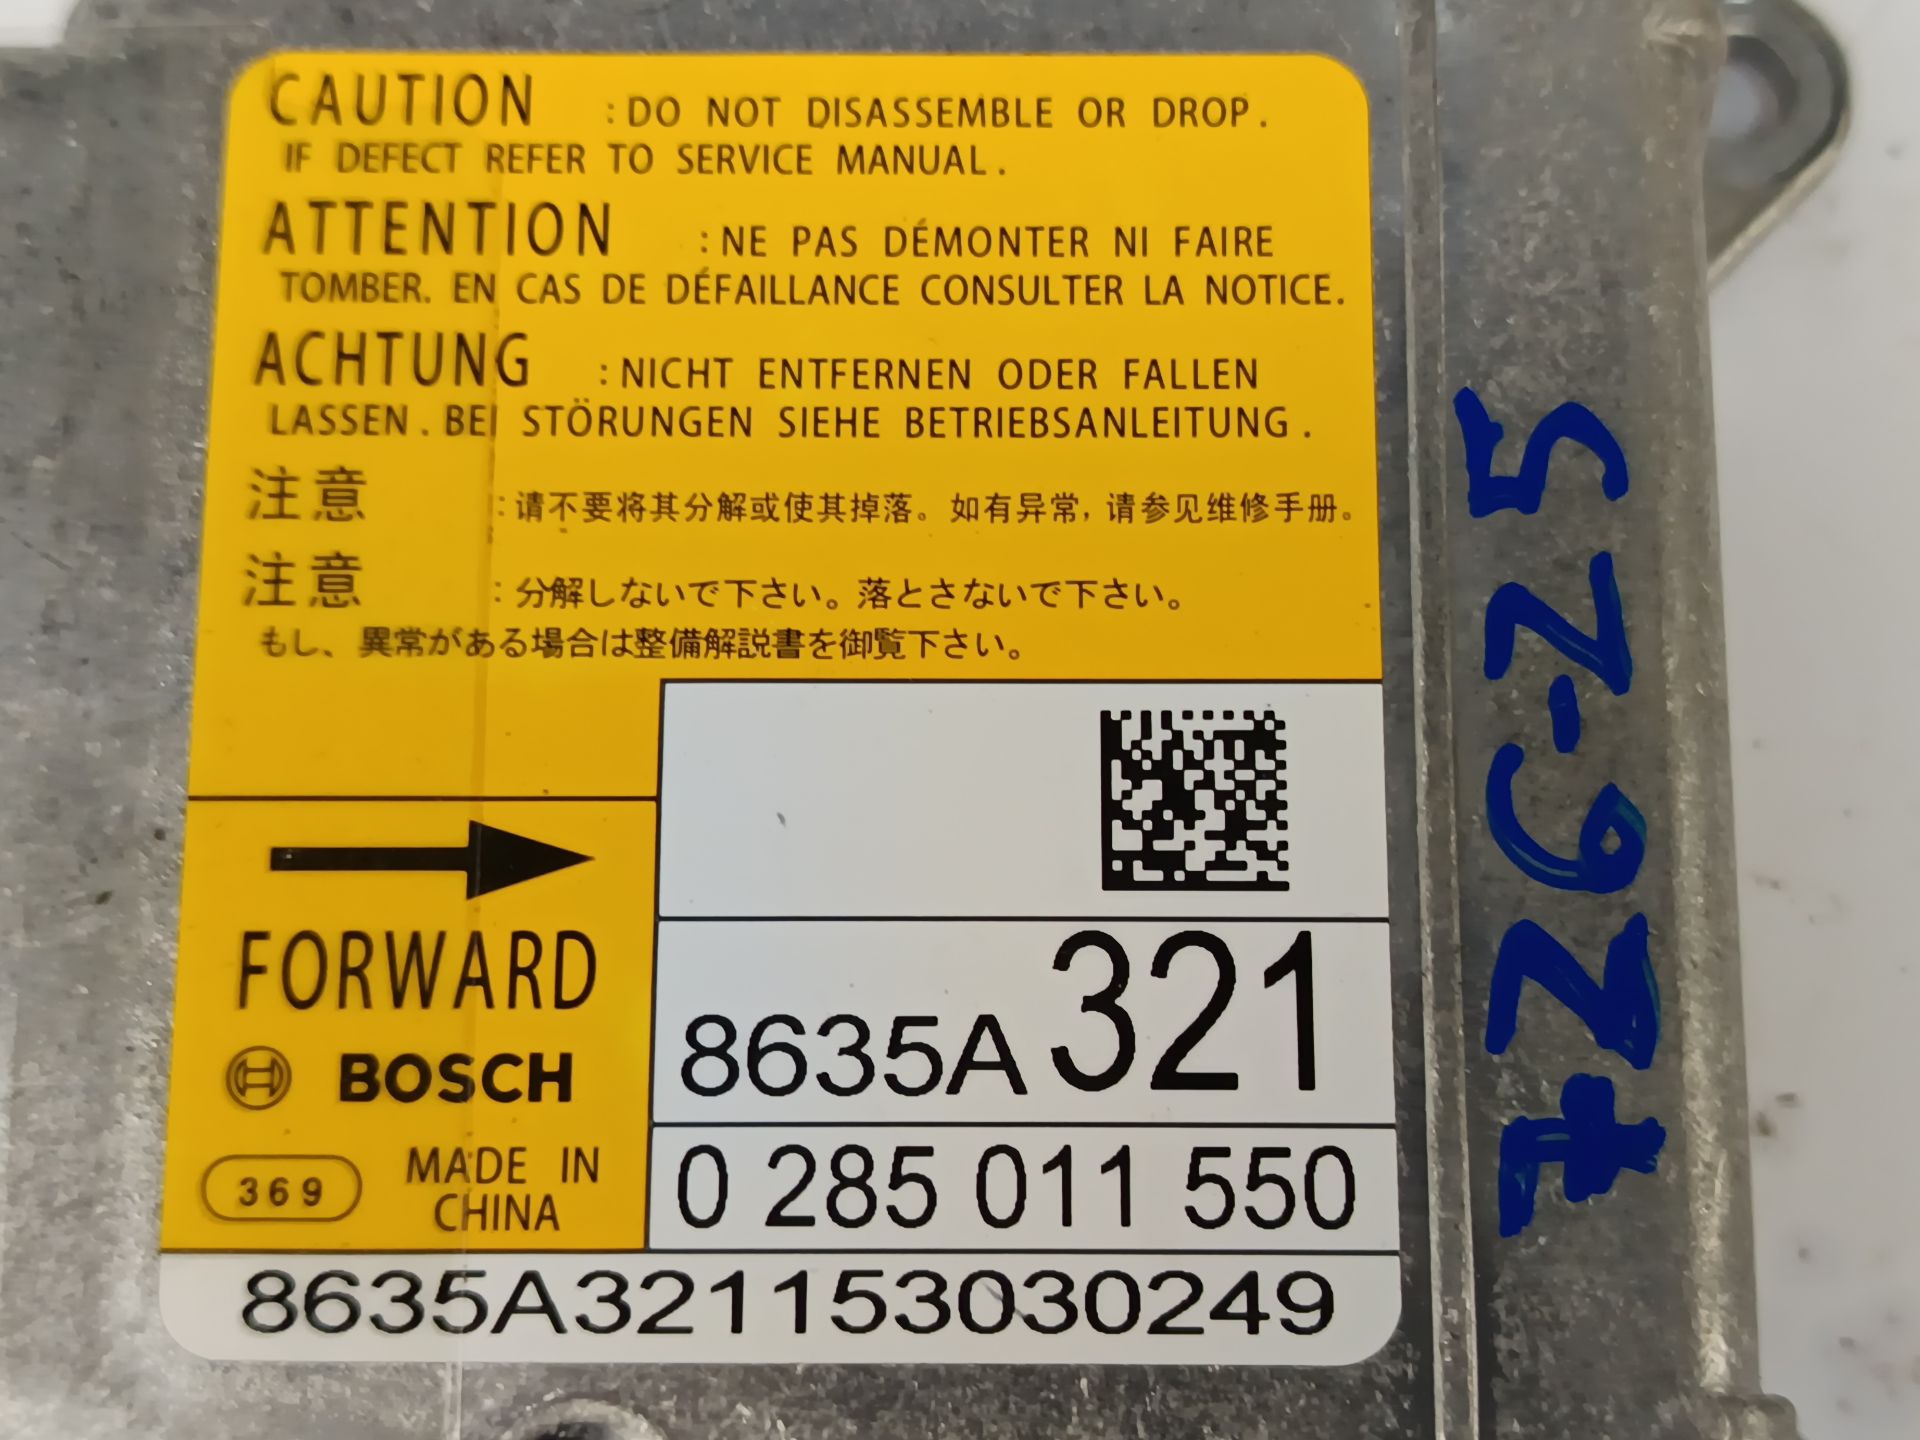 CAUTION :DO NOT DISASSEMBLE OR DROP.
IF DEFECT REFER TO SERVICE MANUAL.
ATTENTION :NE PAS DÉMONTER NI FAIRE
TOMBER. EN CAS DE DÉFAILLANCE CONSULTER LA NOTICE.
ACHTUNG :NICHT ENTFERNEN ODER FALLEN
LASSEN. BEI STÖRUNGEN SIEHE BETRIEBSANLEITUNG.
注意 :请不要将其分解或使其掉落。如有异常,请参见维修手册。
注意 :分解しないで下さい。落とさないで下さい。
もし、異常がある場合は整備解説書を御覧下さい。
FORWARD
BOSCH
369
MADE IN
CHINA
8635A321
0 285 011 550
8635A321153030249
726-25